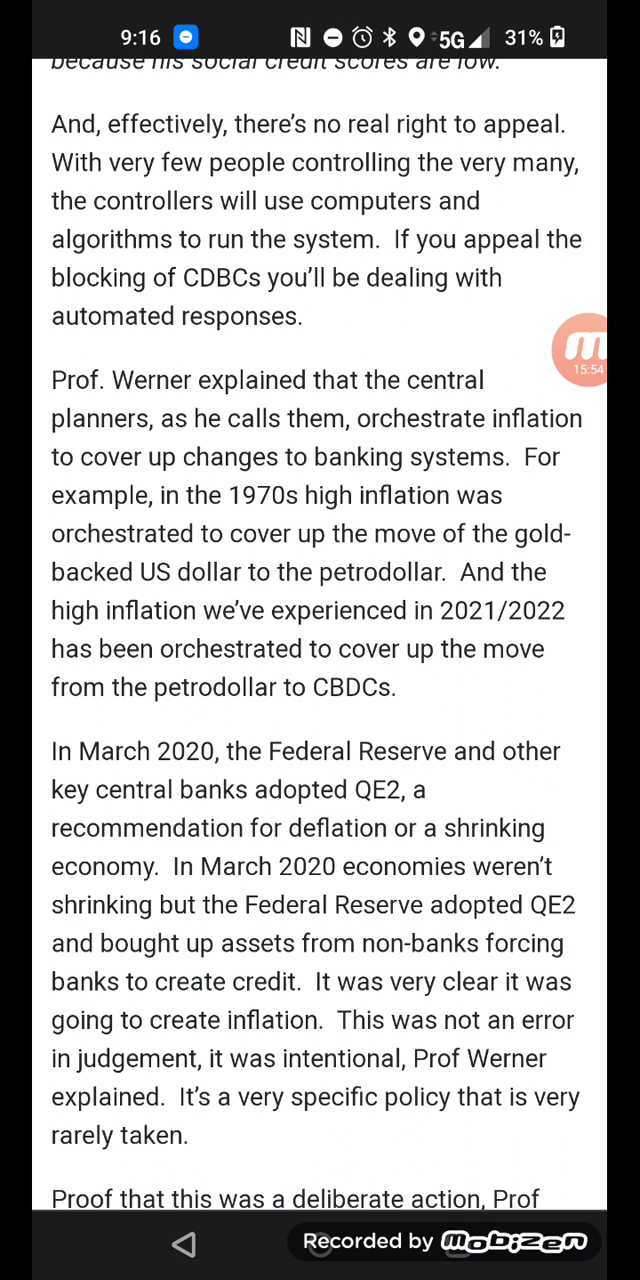 9:16 5G 31%
because his social credit scores are low.
And, effectively, there’s no real right to appeal.
With very few people controlling the very many,
the controllers will use computers and
algorithms to run the system.  If you appeal the
blocking of CDBCs you’ll be dealing with
automated responses.
15:54
Prof. Werner explained that the central
planners, as he calls them, orchestrate inflation
to cover up changes to banking systems.  For
example, in the 1970s high inflation was
orchestrated to cover up the move of the gold-
backed US dollar to the petrodollar.  And the
high inflation we’ve experienced in 2021/2022
has been orchestrated to cover up the move
from the petrodollar to CBDCs.
In March 2020, the Federal Reserve and other
key central banks adopted QE2, a
recommendation for deflation or a shrinking
economy.  In March 2020 economies weren’t
shrinking but the Federal Reserve adopted QE2
and bought up assets from non-banks forcing
banks to create credit.  It was very clear it was
going to create inflation.  This was not an error
in judgement, it was intentional, Prof Werner
explained.  It’s a very specific policy that is very
rarely taken.
Proof that this was a deliberate action, Prof
Recorded by Mobizen